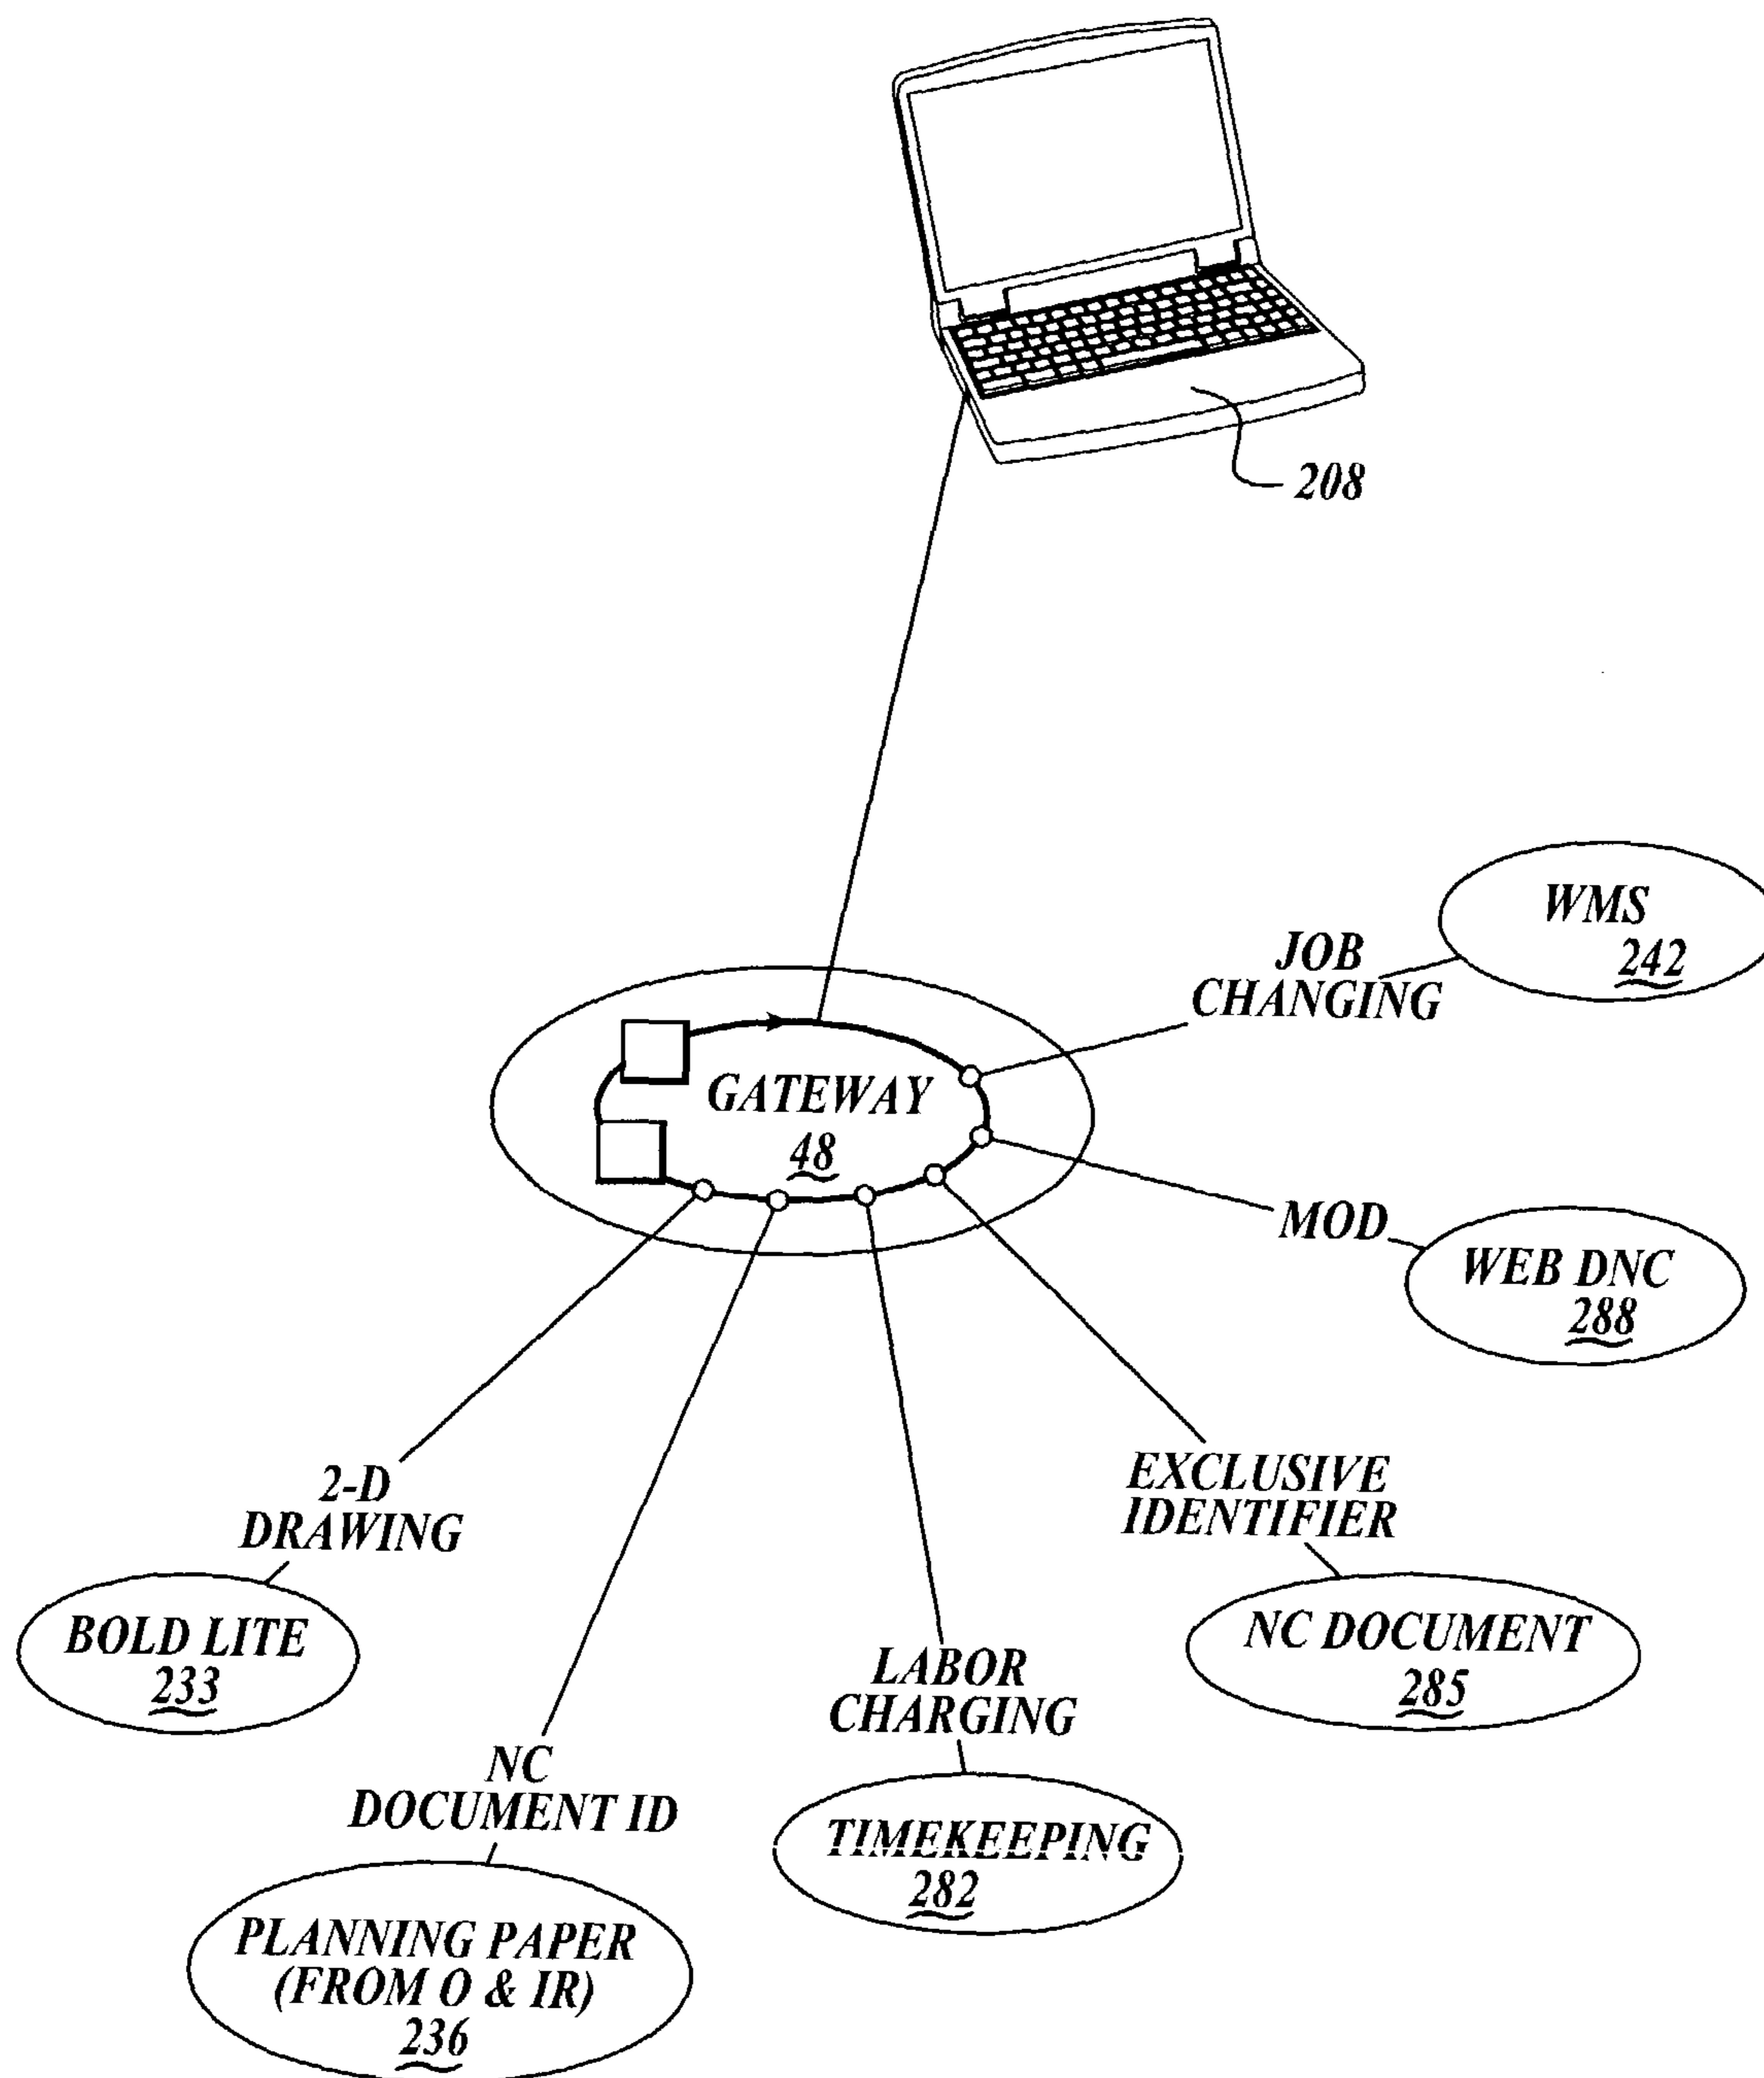 208
WMS
242
JOB
CHANGING
GATEWAY
48
MOD
WEB DNC
288
EXCLUSIVE
IDENTIFIER
NC DOCUMENT
285
2-D
DRAWING
BOLD LITE
233
LABOR
CHARGING
TIMEKEEPING
282
NC
DOCUMENT ID
PLANNING PAPER
(FROM O & IR)
236